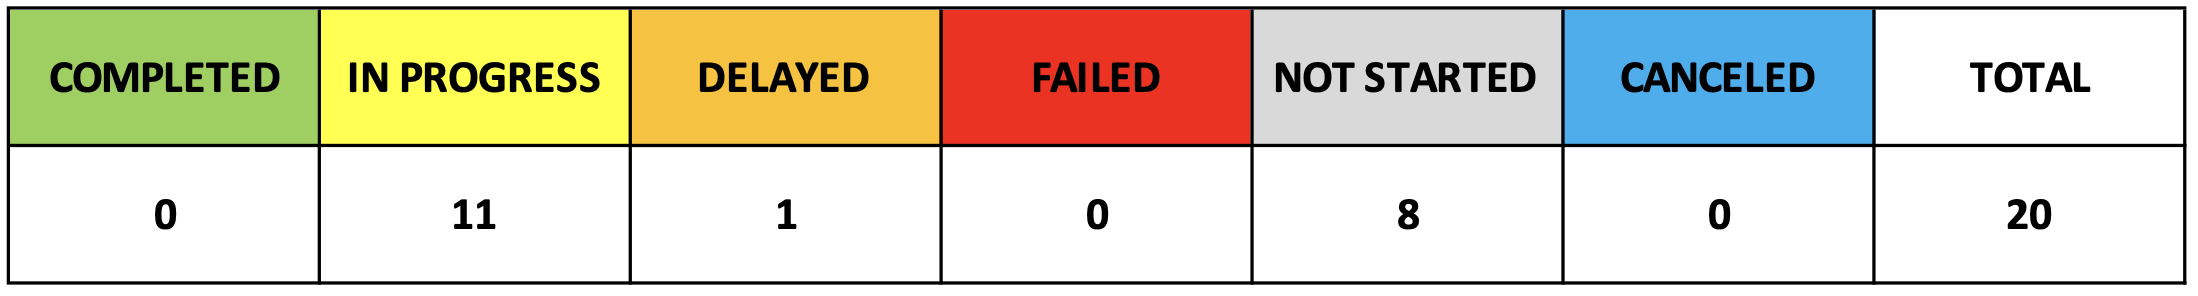 COMPLETED IN PROGRESS DELAYED FAILED NOT STARTED CANCELED TOTAL
0 11 1 0 8 0 20